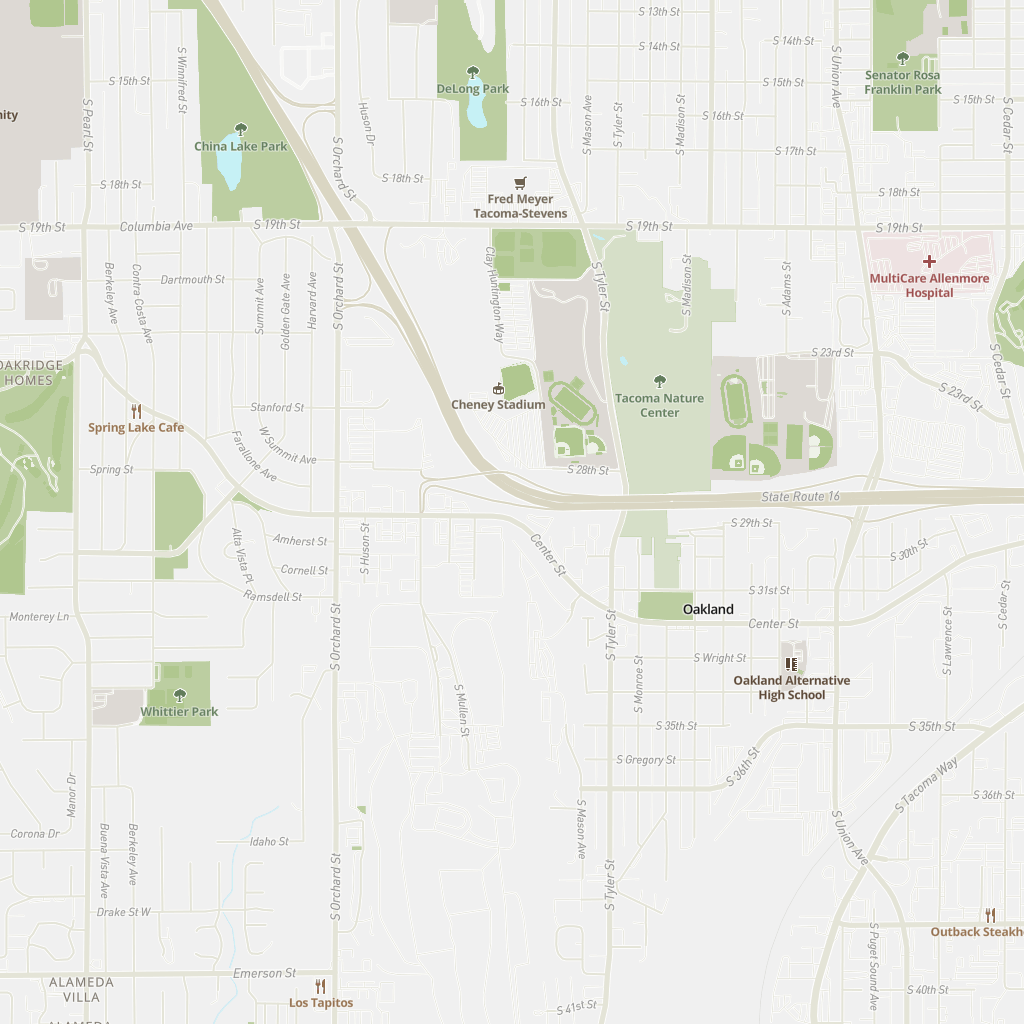 S 13th St
S 14th St
S 14th St
S Union Ave
S Winnifred St
S 15th St
DeLong Park
S 15th St
Senator Rosa
Franklin Park
S 15th St
S Pearl St
nity
Huson Dr
S 16th St
S Mason Ave
S Tyler St
S Madison St
S 16th St
S Cedar St
China Lake Park
S Orchard St
S 17th St
S 18th St
S 18th St
Fred Meyer
Tacoma-Stevens
S 18th St
S 19th St
Columbia Ave
S 19th St
S 19th St
S 19th St
Berkeley Ave
Contra Costa Ave
Dartmouth St
Summit Ave
Golden Gate Ave
Harvard Ave
S Orchard St
Clay Huntington Way
S Tyler St
S Madison St
S Adams St
MultiCare Allenmore
Hospital
S 23rd St
S Cedar St
S 23rd St
OAKRIDGE
HOMES
Cheney Stadium
Tacoma Nature
Center
Spring Lake Cafe
Stanford St
W Summit Ave
Farallone Ave
Spring St
S 28th St
State Route 16
Alta Vista Pl
Amherst St
S Huson St
Center St
S 29th St
S 30th St
Cornell St
Ramsdell St
S 31st St
Monterey Ln
Oakland
Center St
S Cedar St
S Lawrence St
S Orchard St
S Tyler St
S Wright St
S Monroe St
Oakland Alternative
High School
Whittier Park
S Mullen St
S 35th St
S 35th St
S Gregory St
S 36th St
S Tacoma Way
S 36th St
Manor Dr
Corona Dr
Buena Vista Ave
Berkeley Ave
Idaho St
S Mason Ave
S Union Ave
S Orchard St
S Tyler St
Drake St W
S Puget Sound Ave
Outback Steakho
Emerson St
ALAMEDA
VILLA
Los Tapitos
S 40th St
S 41st St
ALAMEDA